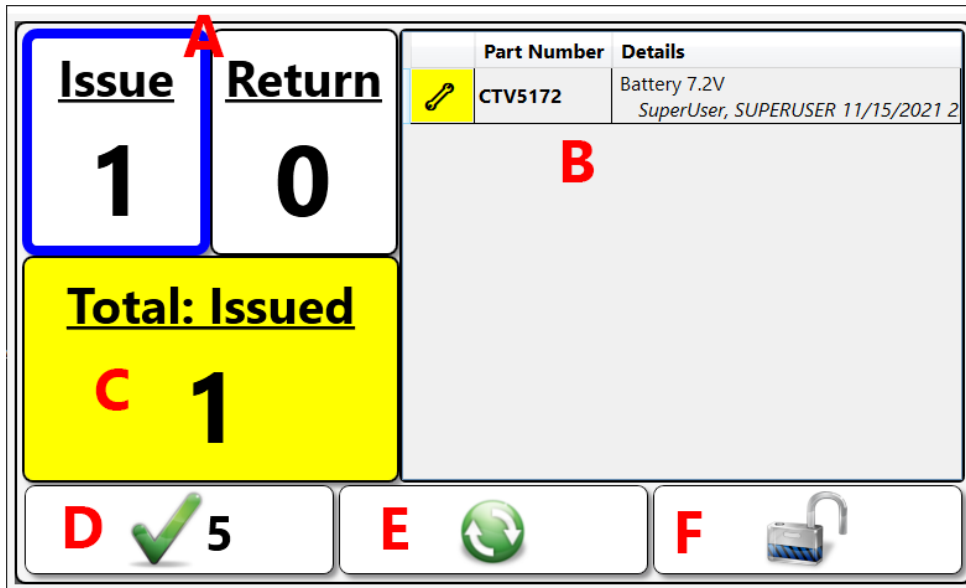 A
Issue
1
Return
0
Part Number Details
CTV5172
Battery 7.2V
SuperUser, SUPERUSER 11/15/2021 2
B
Total: Issued
C
1
D
5
E
F